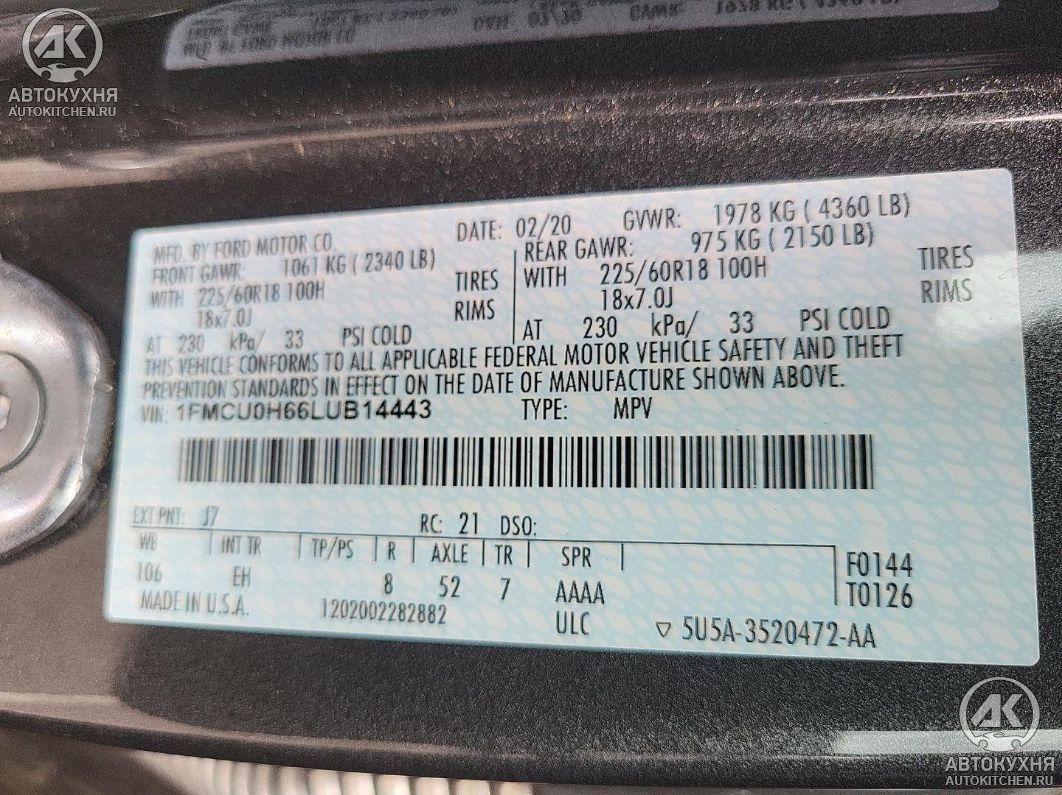 АК
АВТОКУХНЯ
AUTOKITCHEN.RU
MFD. BY FORD MOTOR CO.
DATE: 02/20 GVWR: 1978 KG ( 4360 LB)
FRONT GAWR: 1061 KG ( 2340 LB)
WITH 225/60R18 100H TIRES
18x7.0J RIMS
AT 230 kPa/ 33 PSI COLD
REAR GAWR: 975 KG ( 2150 LB)
WITH 225/60R18 100H TIRES
18x7.0J RIMS
AT 230 kPa/ 33 PSI COLD
THIS VEHICLE CONFORMS TO ALL APPLICABLE FEDERAL MOTOR VEHICLE SAFETY AND THEFT
PREVENTION STANDARDS IN EFFECT ON THE DATE OF MANUFACTURE SHOWN ABOVE.
VIN: 1FMCU0H66LUB14443 TYPE: MPV
EXT PNT: J7 RC: 21 DSO:
WB INT TR TP/PS R AXLE TR SPR
106 EH 8 52 7 AAAA
F0144
T0126
MADE IN U.S.A. 1202002282882 ULC ▽ 5U5A-3520472-AA
АК
АВТОКУХНЯ
AUTOKITCHEN.RU